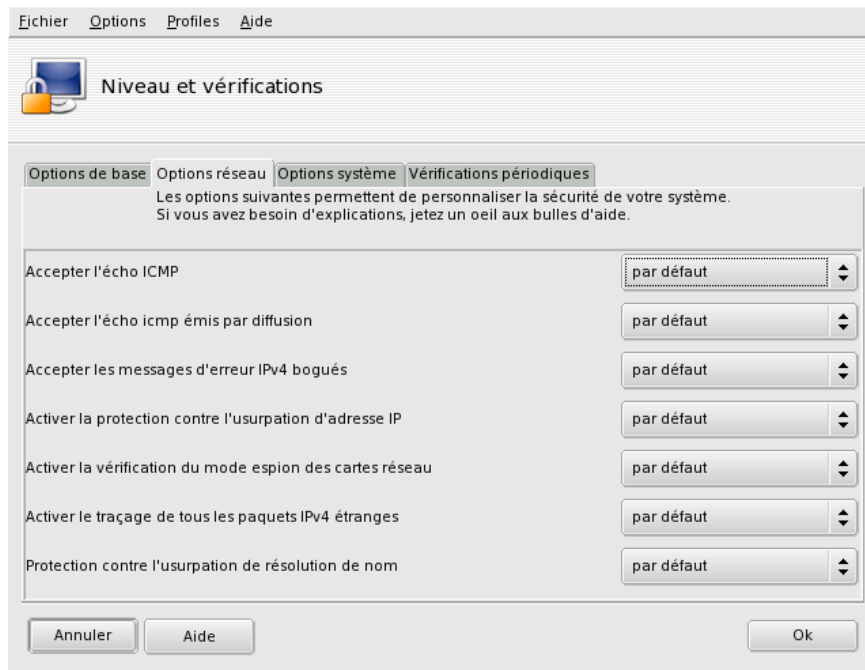 Fichier Options Profiles Aide
Niveau et vérifications
Options de base Options réseau Options système Vérifications périodiques
Les options suivantes permettent de personnaliser la sécurité de votre système.
Si vous avez besoin d'explications, jetez un oeil aux bulles d'aide.
Accepter l'écho ICMP par défaut
Accepter l'écho icmp émis par diffusion par défaut
Accepter les messages d'erreur IPv4 bogués par défaut
Activer la protection contre l'usurpation d'adresse IP par défaut
Activer la vérification du mode espion des cartes réseau par défaut
Activer le traçage de tous les paquets IPv4 étranges par défaut
Protection contre l'usurpation de résolution de nom par défaut
Annuler Aide Ok